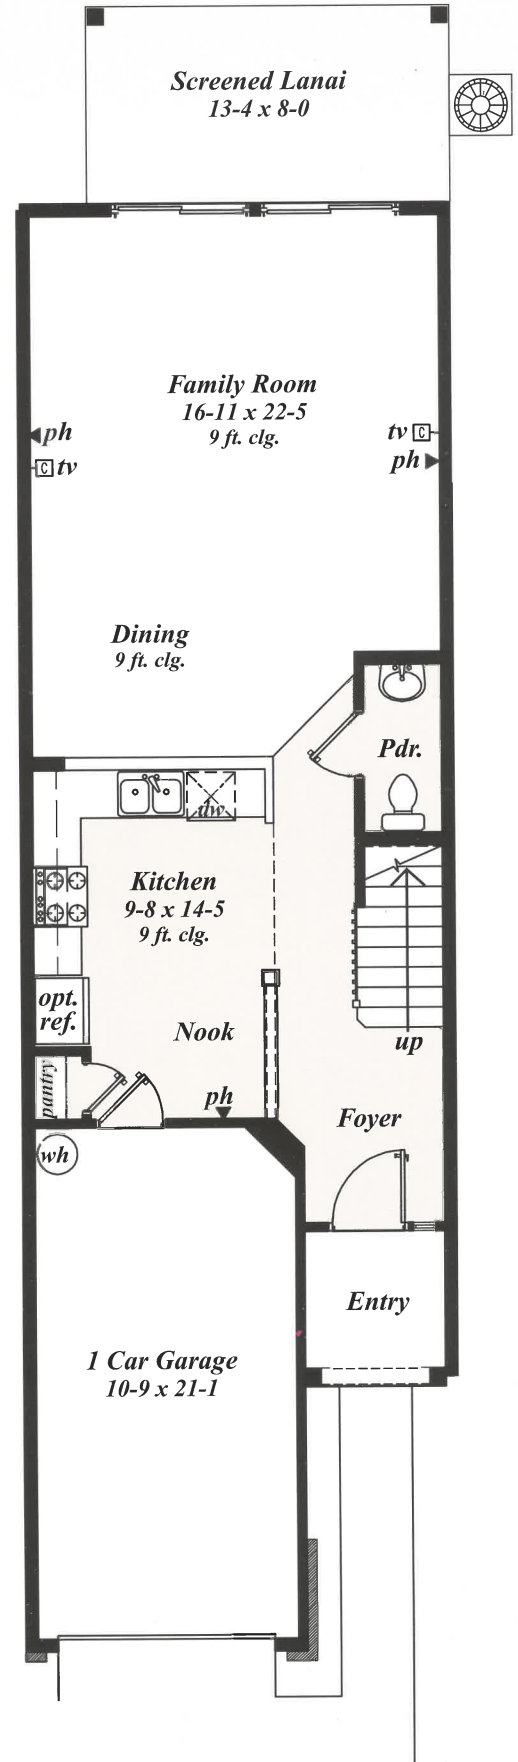 Screened Lanai
13-4 x 8-0
Family Room
16-11 x 22-5
9 ft. clg.
ph
C tv
tv C
ph
Dining
9 ft. clg.
Pdr.
dw
Kitchen
9-8 x 14-5
9 ft. clg.
opt.
ref.
Nook
up
pantry
ph
Foyer
wh
Entry
1 Car Garage
10-9 x 21-1